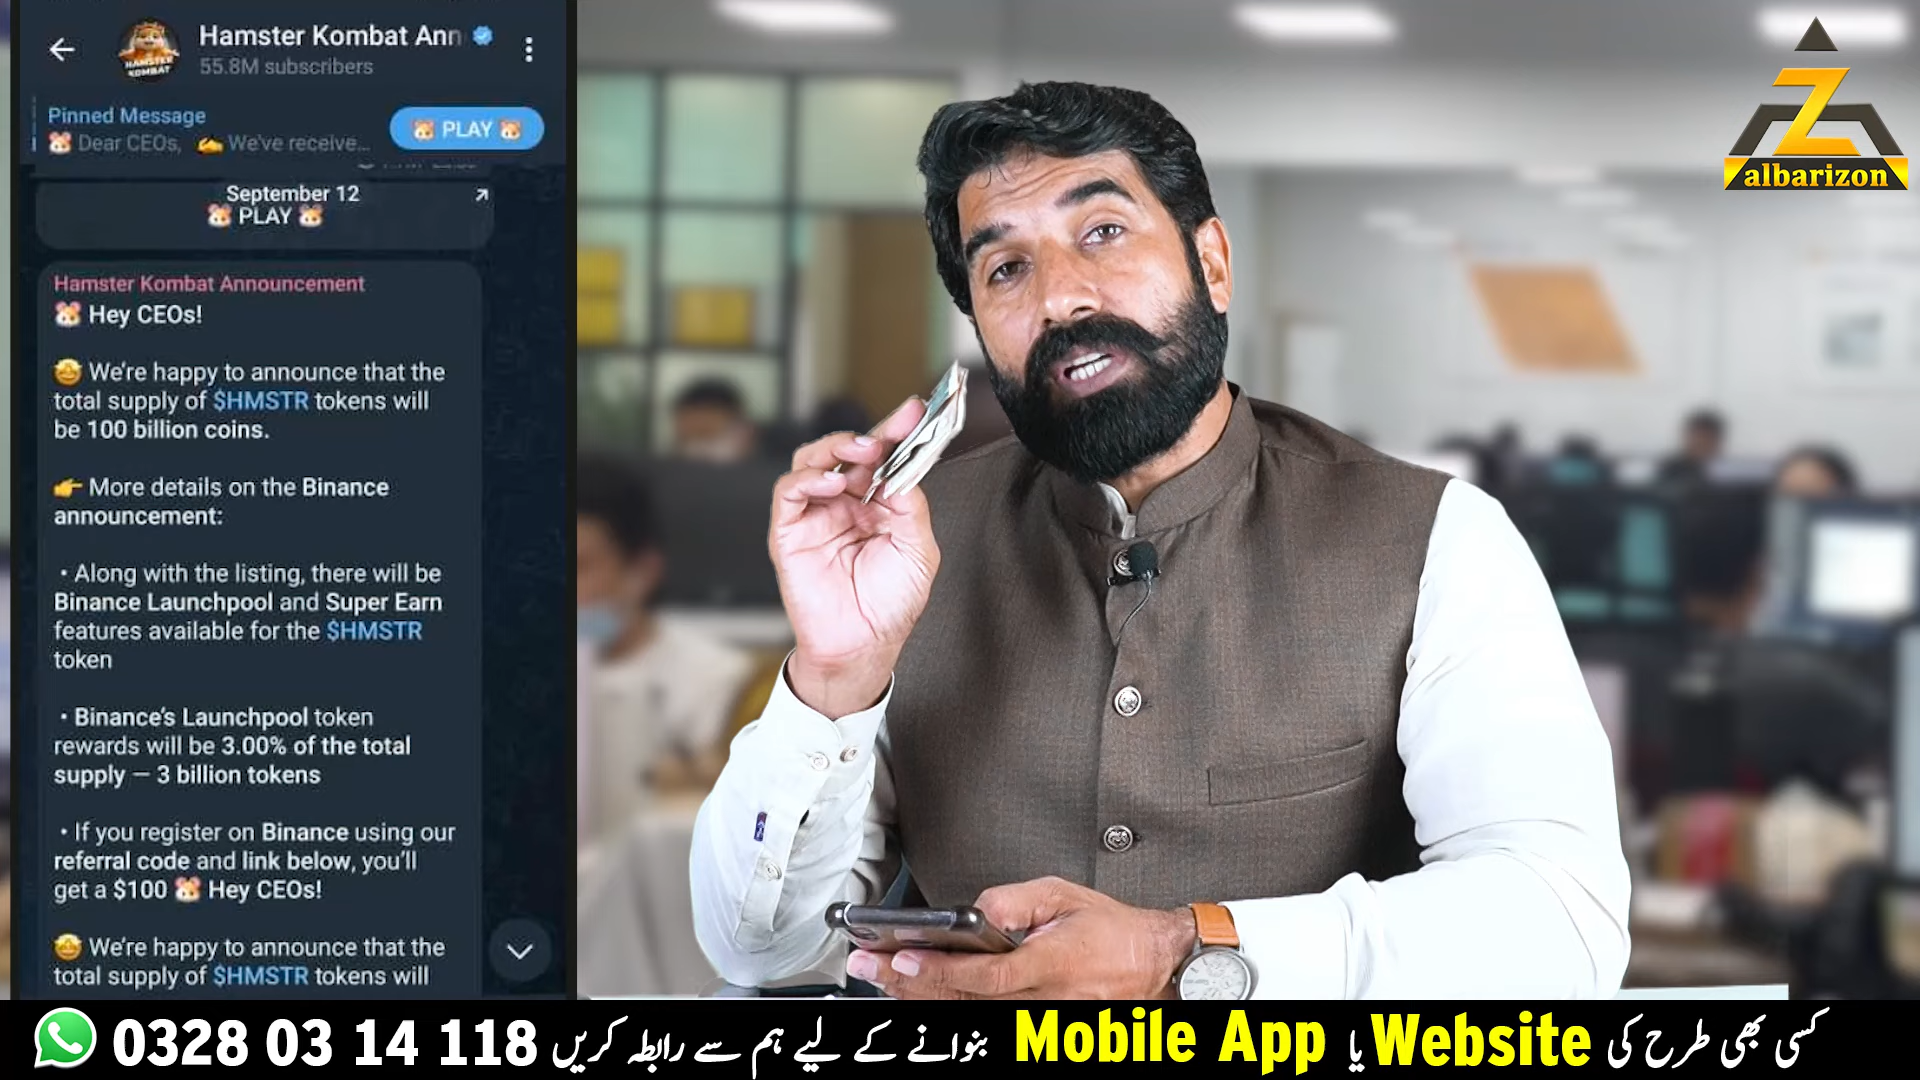 Hamster Kombat Ann
55.8M subscribers
Pinned Message
Dear CEOs, We've receive...
PLAY
September 12
PLAY
Hamster Kombat Announcement
Hey CEOs!
We're happy to announce that the
total supply of $HMSTR tokens will
be 100 billion coins.
More details on the Binance
announcement:
• Along with the listing, there will be
Binance Launchpool and Super Earn
features available for the $HMSTR
token
• Binance's Launchpool token
rewards will be 3.00% of the total
supply — 3 billion tokens
• If you register on Binance using our
referral code and link below, you'll
get a $100 Hey CEOs!
We're happy to announce that the
total supply of $HMSTR tokens will
HAMSTER
KOMBAT
Z
albarizon
کسی بھی طرح کی Website یا Mobile App بنوانے کے لیے ہم سے رابطہ کریں 0328 03 14 118